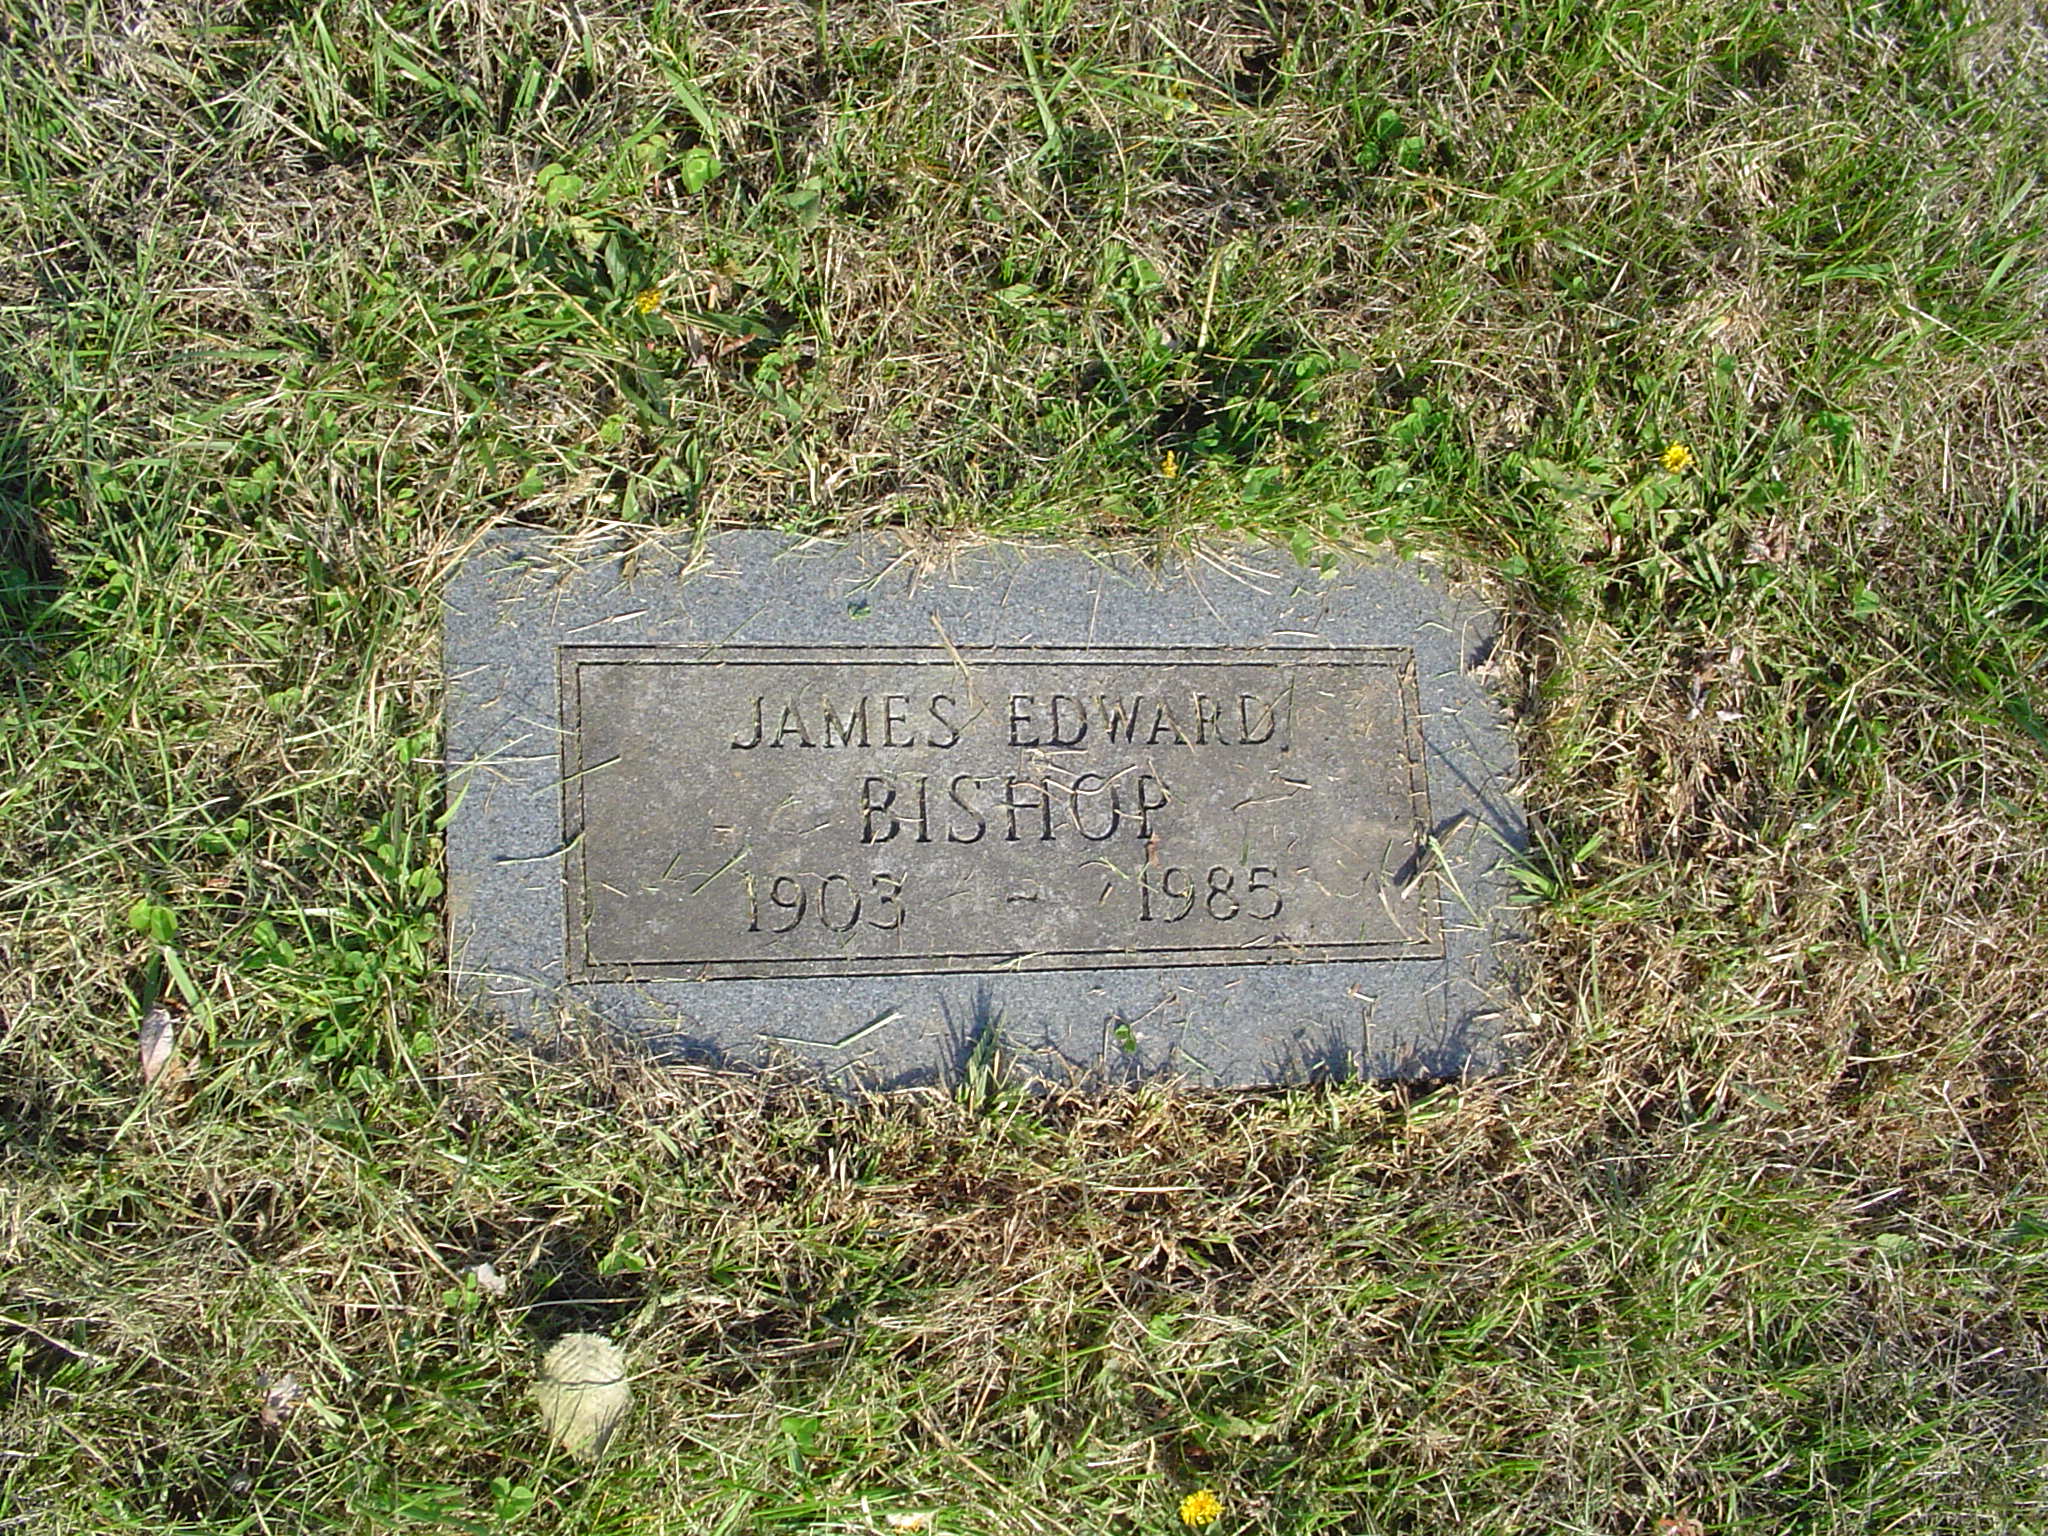 JAMES EDWARD
BISHOP
1903 - 1985